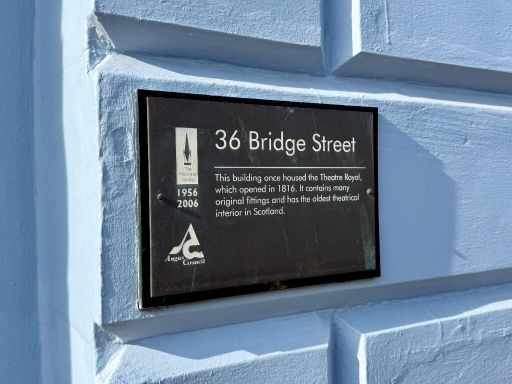 36 Bridge Street
This building once housed the Theatre Royal,
which opened in 1816. It contains many
original fittings and has the oldest theatrical
interior in Scotland.
1956
2006
Angus
Council